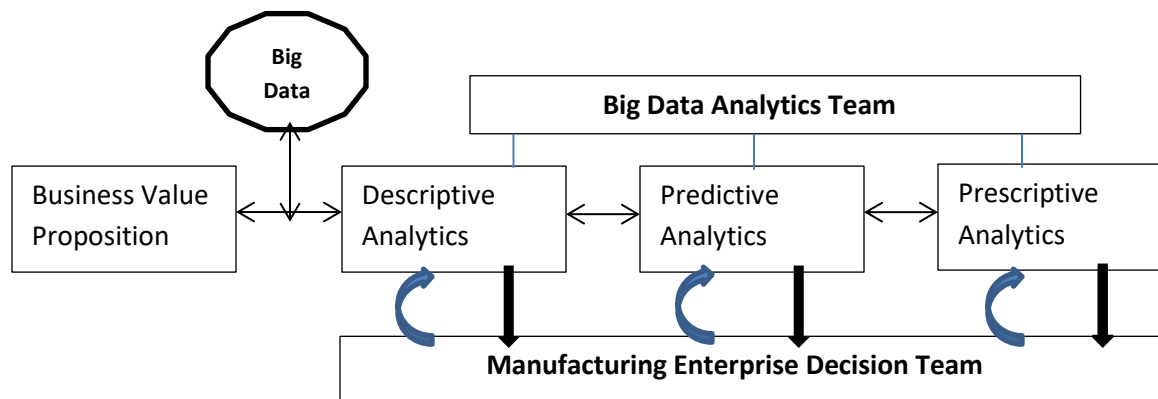 Big
Data
Big Data Analytics Team
Business Value
Proposition
Descriptive
Analytics
Predictive
Analytics
Prescriptive
Analytics
Manufacturing Enterprise Decision Team